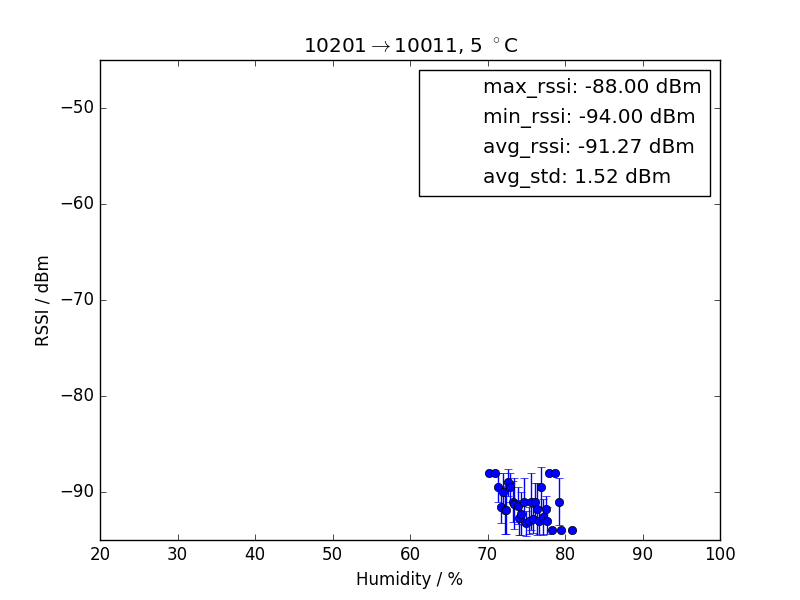 10201→10011, 5 °C
max_rssi: -88.00 dBm
min_rssi: -94.00 dBm
avg_rssi: -91.27 dBm
avg_std: 1.52 dBm
RSSI / dBm
−50
−60
−70
−80
−90
20 30 40 50 60 70 80 90 100
Humidity / %